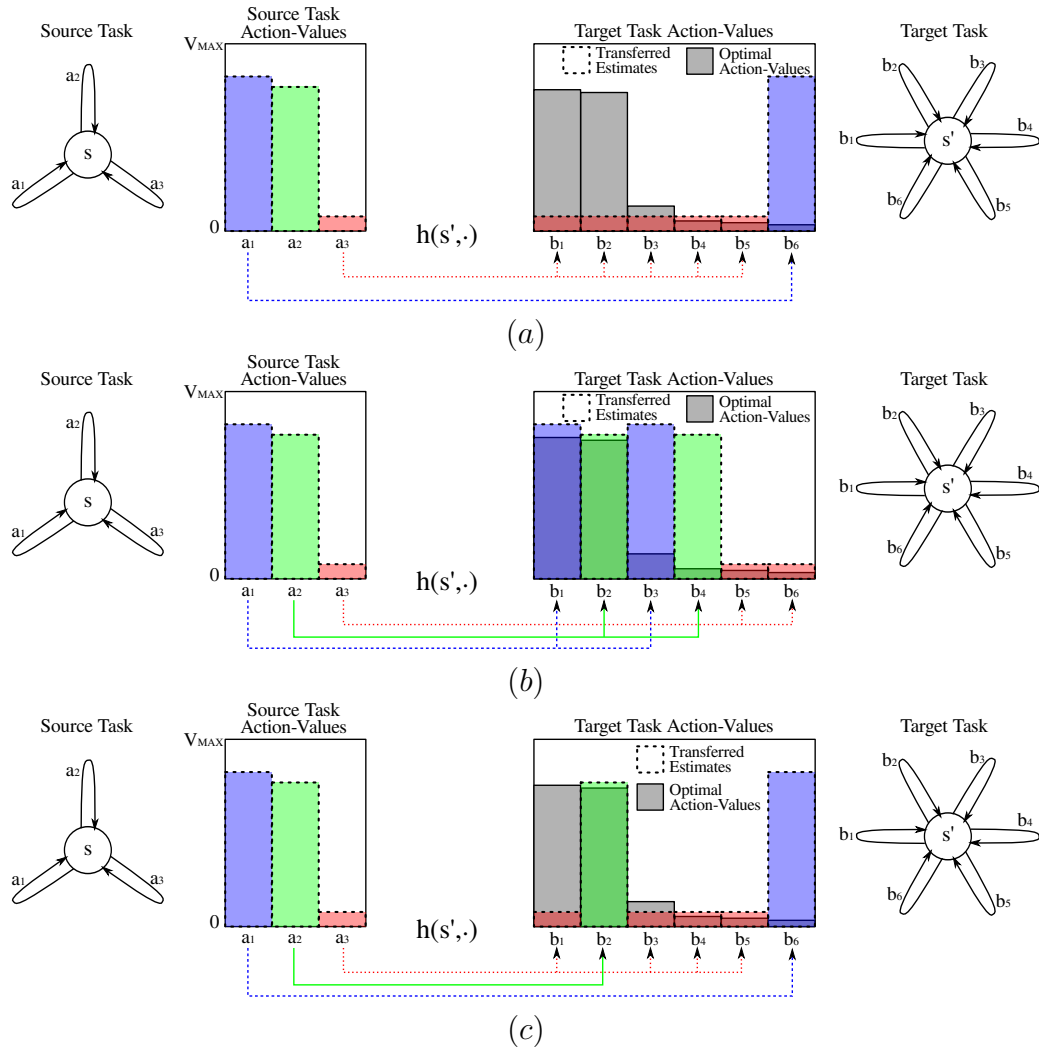 Source Task
Source Task
Action-Values
Target Task Action-Values
Target Task
VMAX
0
Transferred
Estimates
Optimal
Action-Values
a2
s
a1
a3
a1
a2
a3
h(s',·)
b1
b2
b3
b4
b5
b6
b2
b3
b1
s'
b4
b6
b5
(a)
Source Task
Source Task
Action-Values
Target Task Action-Values
Target Task
VMAX
0
Transferred
Estimates
Optimal
Action-Values
a2
s
a1
a3
a1
a2
a3
h(s',·)
b1
b2
b3
b4
b5
b6
b2
b3
b1
s'
b4
b6
b5
(b)
Source Task
Source Task
Action-Values
Target Task Action-Values
Target Task
VMAX
0
Transferred
Estimates
Optimal
Action-Values
a2
s
a1
a3
a1
a2
a3
h(s',·)
b1
b2
b3
b4
b5
b6
b2
b3
b1
s'
b4
b6
b5
(c)